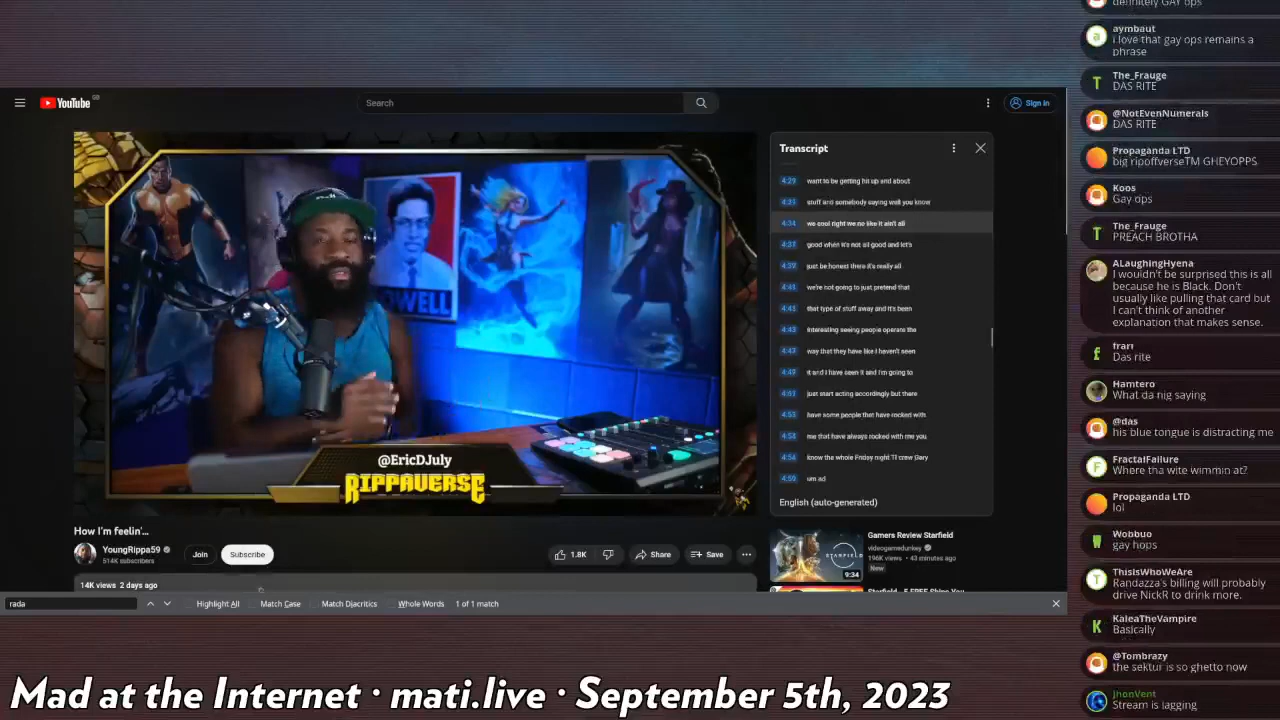 YouTube
GB
Search
Sign in
OWELL
@EricDJuly
RIPPAVERSE
How I'm feelin'...
YoungRippa59
514K subscribers
Join
Subscribe
1.8K
Share
Save
14K views 2 days ago
Transcript
4:29 want to be getting hit up and about
4:31 stuff and somebody saying well you know
4:34 we cool right we no like it ain't all
4:37 good when it's not all good and let's
4:39 just be honest there it's really all
4:41 we're not going to just pretend that
that type of stuff away and it's been
interesting seeing people operate the
4:47 way that they have like I haven't seen
4:49 it and I have seen it and I'm going to
4:51 just start acting accordingly but there
have some people that have rocked with
me that have always rocked with me you
know the whole Friday night
um ad
English (auto-generated)
Gamers Review Starfield
videogamedunkey
196K views • 43 minutes ago
New
9:34
rada
Highlight All
Match Case
Match Diacritics
Whole Words
1 of 1 match
definitely GAY ops
aymbaut
i love that gay ops remains a
phrase
The_Frauge
DAS RITE
@NotEvenNumerals
DAS RITE
Propaganda LTD
big ripoffverseTM GHEYOPPS
Koos
Gay ops
The_Frauge
PREACH BROTHA
ALaughingHyena
I wouldn't be surprised this is all
because he is Black. Don't
usually like pulling that card but
I can't think of another
explanation that makes sense.
frarr
Das rite
Hamtero
What da nig saying
@das
his blue tongue is distracting me
FractalFailure
Where tha wite wimmin at?
Propaganda LTD
lol
Wobbuo
gay hops
ThisIsWhoWeAre
Randazza's billing will probably
drive NickR to drink more.
KaleaTheVampire
Basically
@Tombrazy
the sektur is so ghetto now
JhonVent
Stream is lagging
Mad at the Internet · mati.live · September 5th, 2023